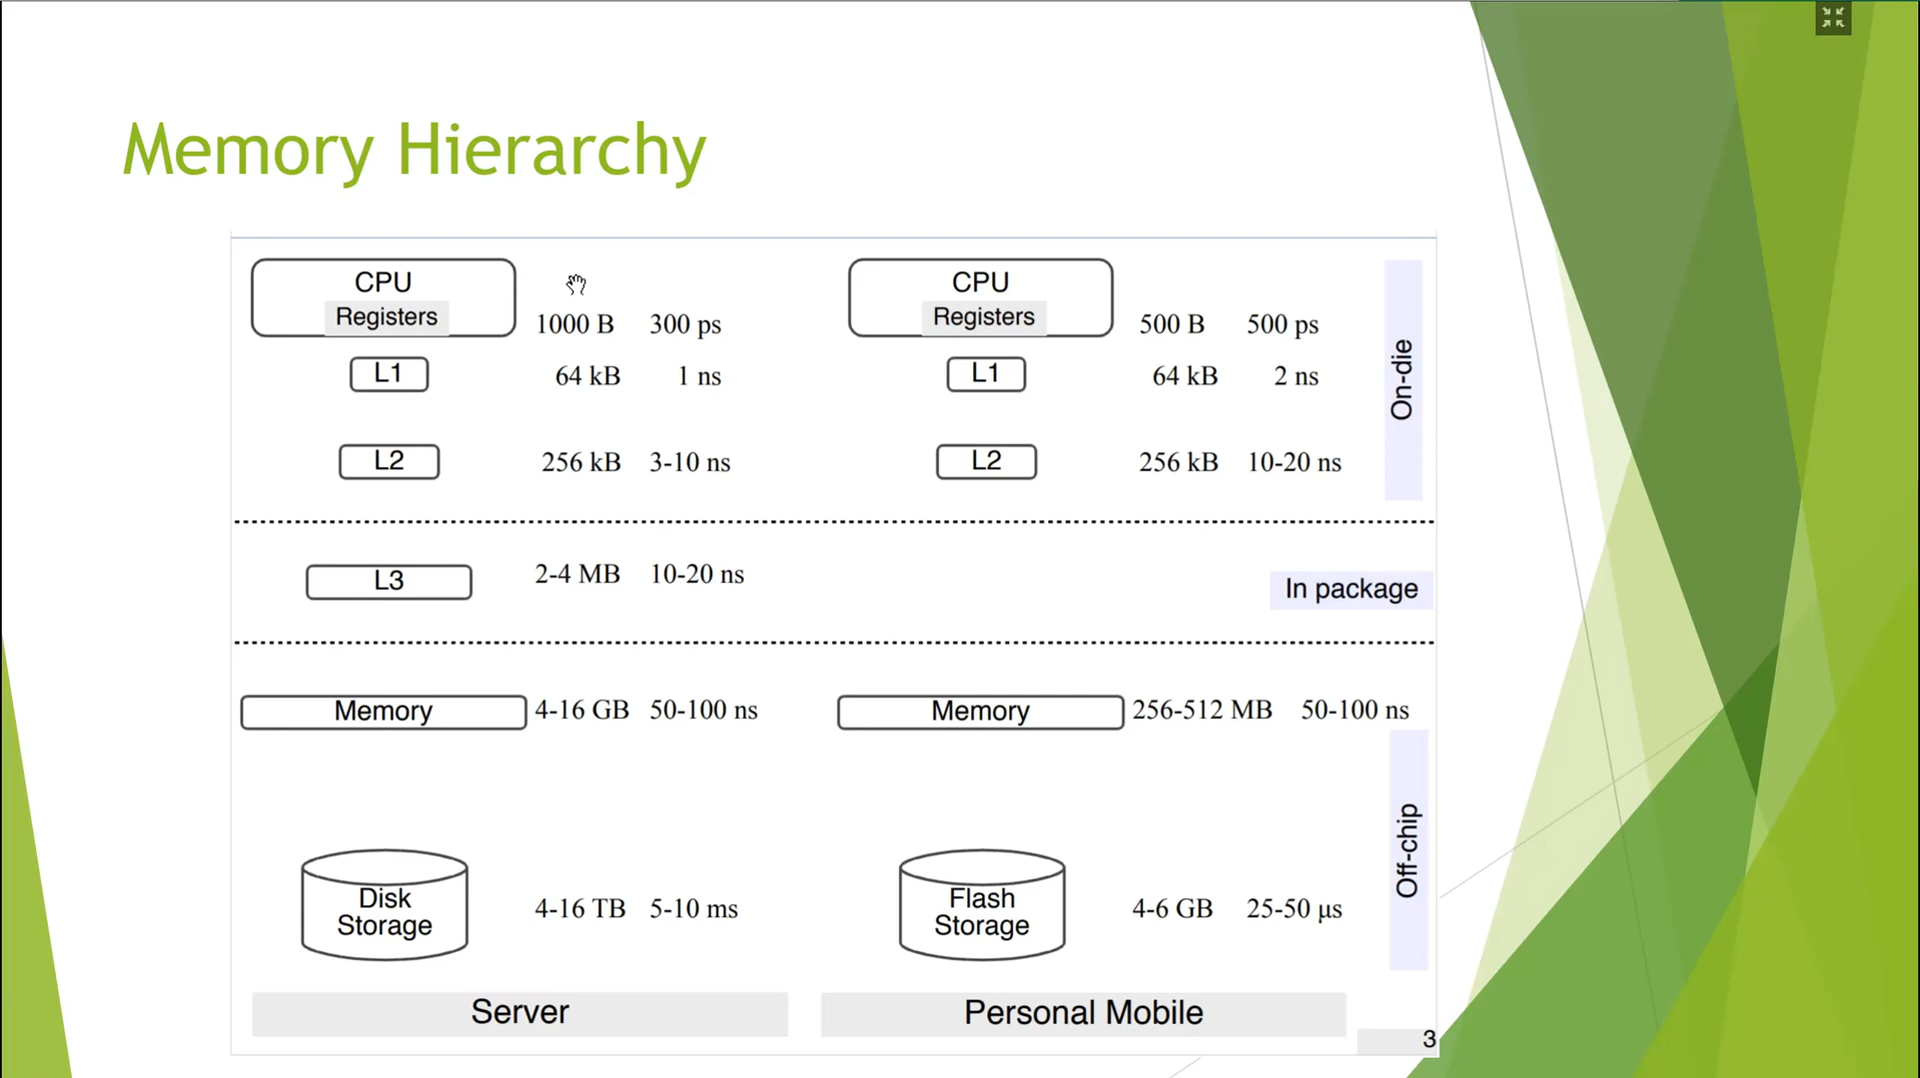 Memory Hierarchy
CPU
Registers
1000 B 300 ps
L1
64 kB 1 ns
L2
256 kB 3-10 ns
L3
2-4 MB 10-20 ns
Memory
4-16 GB 50-100 ns
Disk
Storage
4-16 TB 5-10 ms
Server
CPU
Registers
500 B 500 ps
L1
64 kB 2 ns
L2
256 kB 10-20 ns
Memory
256-512 MB 50-100 ns
Flash
Storage
4-6 GB 25-50 µs
Personal Mobile
On-die
In package
Off-chip
3